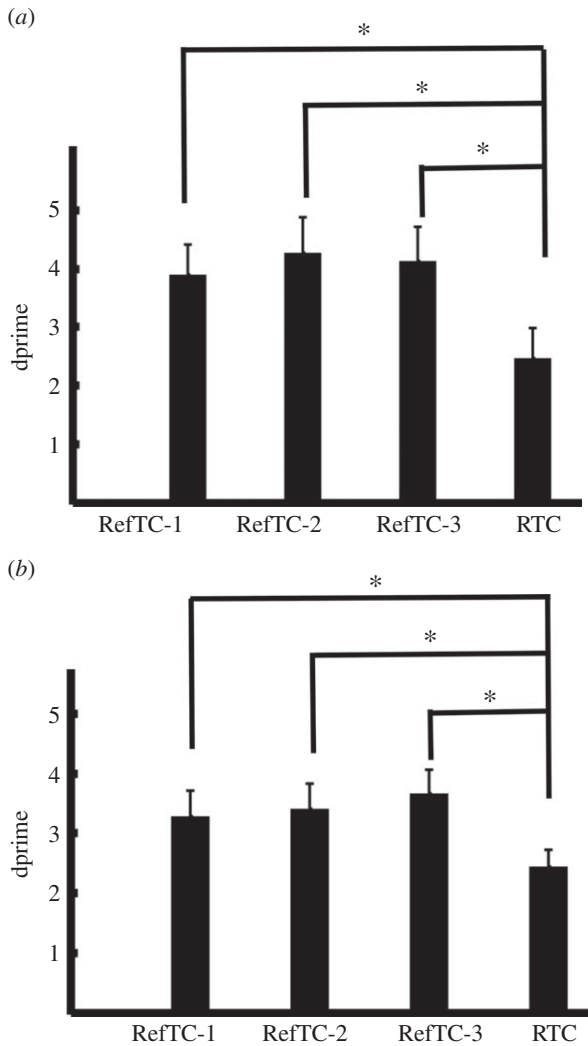 (a)
*
*
*
5
4
3
2
1
dprime
RefTC-1 RefTC-2 RefTC-3 RTC
(b)
*
*
*
5
4
3
2
1
dprime
RefTC-1 RefTC-2 RefTC-3 RTC